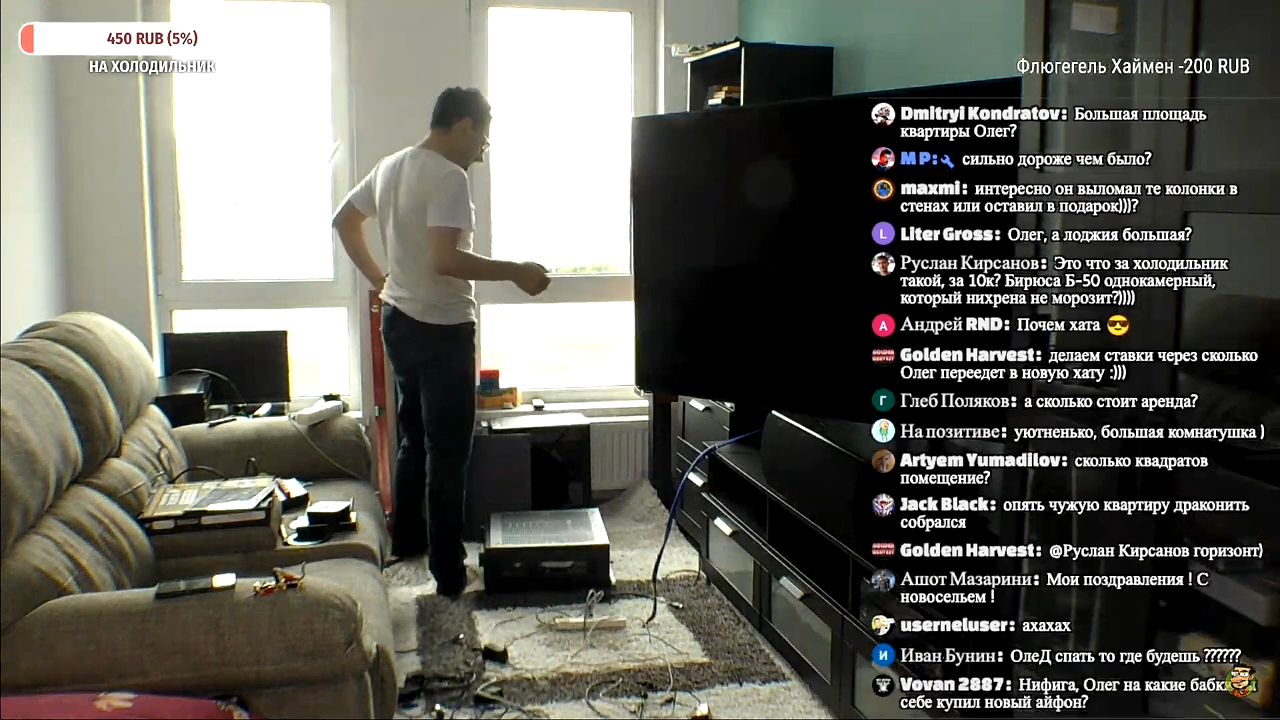 450 RUB (5%)
НА ХОЛОДИЛЬНИК
Флюгегель Хаймен -200 RUB
Dmitryi Kondratov: Большая площадь
квартиры Олег?
M P: сильно дороже чем было?
maxmi: интересно он выломал те колонки в
стенах или оставил в подарок)))?
L Liter Gross: Олег, а лоджия большая?
Руслан Кирсанов: Это что за холодильник
такой, за 10к? Бирюса Б-50 однокамерный,
который нихрена не морозит?))))
A Андрей RND: Почем хата 😎
Golden Harvest: делаем ставки через сколько
Олег переедет в новую хату :)))
Г Глеб Поляков: а сколько стоит аренда?
На позитиве: уютненько, большая комнатушка )
Artyem Yumadilov: сколько квадратов
помещение?
Jack Black: опять чужую квартиру драконить
собрался
Golden Harvest: @Руслан Кирсанов горизонт)
Ашот Мазарини: Мои поздравления ! С
новосельем !
userneluser: ахахах
И Иван Бунин: ОлеД спать то где будешь ??????
Vovan 2887: Нифига, Олег на какие
себе купил новый айфон?